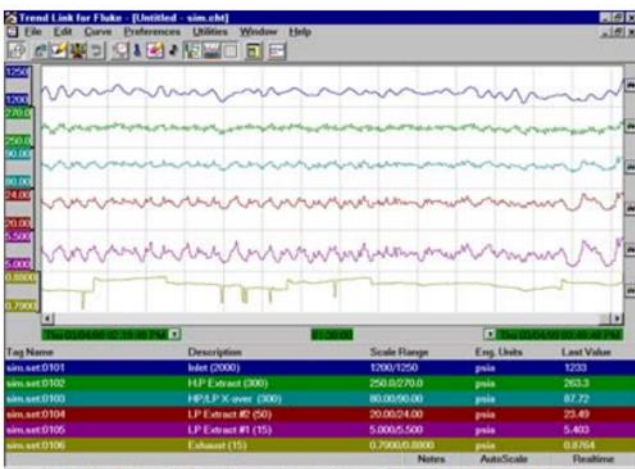 Trend Link for Fluke - [Untitled - sim.cht]
File Edit Curve Preferences Utilities Window Help
1250
1200
270.0
250.0
90.00
80.00
24.00
20.00
5.500
5.000
0.8800
0.7900
01:30:00
Tag Name Description Scale Range Eng. Units Last Value
sim.set:0101 Inlet (2000) 1200/1250 psia 1233
sim.set:0102 H.P Extract (300) 250.0/270.0 psia 263.3
sim.set:0103 HP/LP X-over (300) 80.00/90.00 psia 87.72
sim.set:0104 LP Extract #2 (50) 20.00/24.00 psia 23.49
sim.set:0105 LP Extract #1 (15) 5.000/5.500 psia 5.403
sim.set:0106 Exhaust (15) 0.7900/0.8800 psia 0.8764
Notes AutoScale Realtime